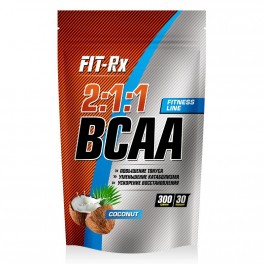 FIT-Rx
2:1:1
FITNESS
LINE
BCAA
ПОВЫШЕНИЕ ТОНУСА
УМЕНЬШЕНИЕ КАТАБОЛИЗМА
УСКОРЕНИЕ ВОССТАНОВЛЕНИЯ
COCONUT
300 30